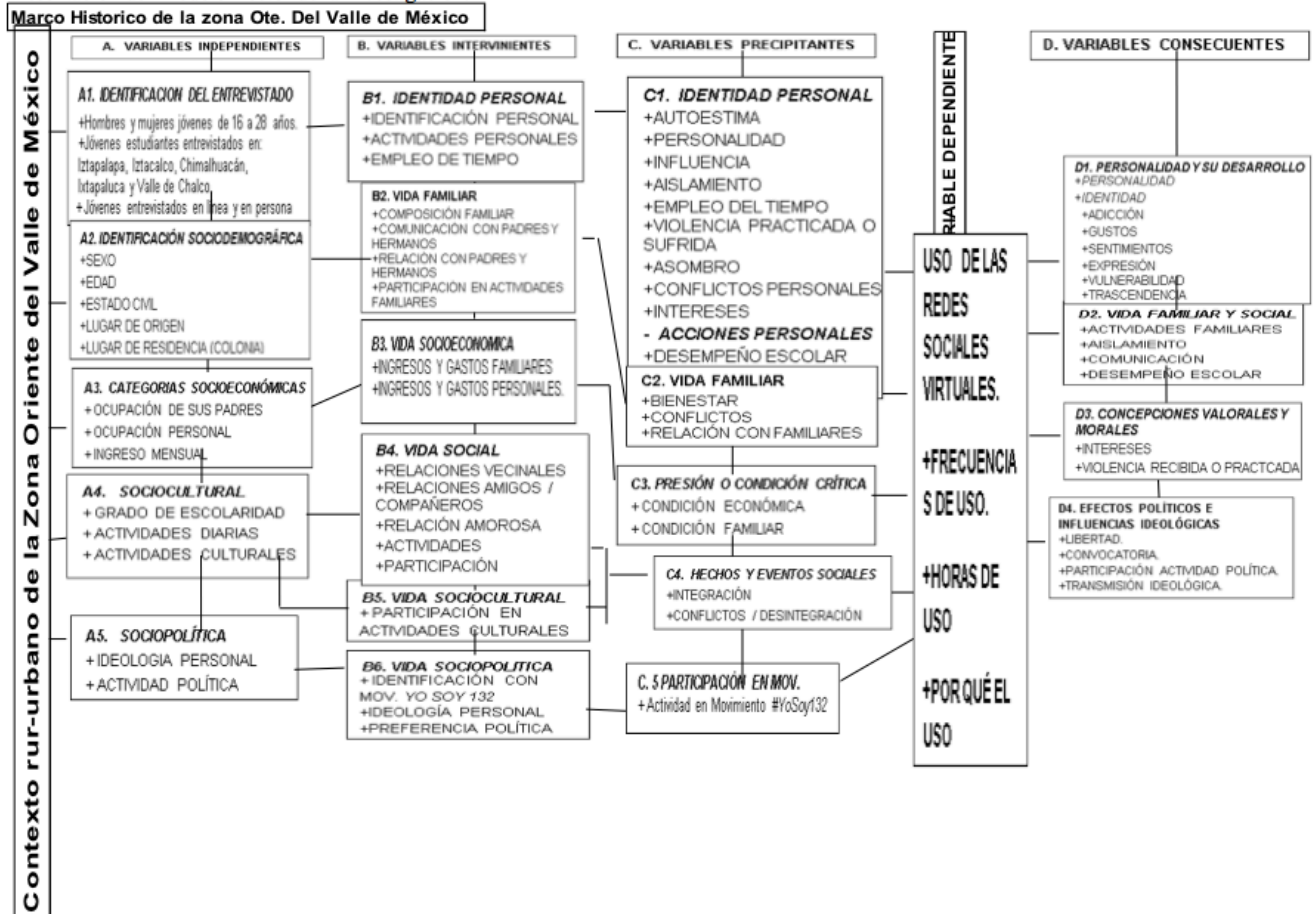 Marco Historico de la zona Ote. Del Valle de México
Contexto rur-urbano de la Zona Oriente del Valle de México
A. VARIABLES INDEPENDIENTES
A1. IDENTIFICACION DEL ENTREVISTADO
+Hombres y mujeres jóvenes de 16 a 28 años.
+Jóvenes estudiantes entrevistados en:
Iztapalapa, Iztacalco, Chimalhuacán,
Ixtapaluca y Valle de Chalco
+Jóvenes entrevistados en línea y en persona
A2. IDENTIFICACIÓN SOCIODEMOGRÁFICA
+SEXO
+EDAD
+ESTADO CIVIL
+LUGAR DE ORIGEN
+LUGAR DE RESIDENCIA (COLONIA)
A3. CATEGORIAS SOCIOECONÓMICAS
+OCUPACIÓN DE SUS PADRES
+OCUPACIÓN PERSONAL
+INGRESO MENSUAL
A4. SOCIOCULTURAL
+GRADO DE ESCOLARIDAD
+ACTIVIDADES DIARIAS
+ACTIVIDADES CULTURALES
A5. SOCIOPOLÍTICA
+IDEOLOGIA PERSONAL
+ACTIVIDAD POLÍTICA
B. VARIABLES INTERVINIENTES
B1. IDENTIDAD PERSONAL
+IDENTIFICACIÓN PERSONAL
+ACTIVIDADES PERSONALES
+EMPLEO DE TIEMPO
B2. VIDA FAMILIAR
+COMPOSICIÓN FAMILIAR
+COMUNICACIÓN CON PADRES Y
HERMANOS
+RELACIÓN CON PADRES Y
HERMANOS
+PARTICIPACIÓN EN ACTIVIDADES
FAMILIARES
B3. VIDA SOCIOECONOMICA
+INGRESOS Y GASTOS FAMILIARES
+INGRESOS Y GASTOS PERSONALES.
B4. VIDA SOCIAL
+RELACIONES VECINALES
+RELACIONES AMIGOS /
COMPAÑEROS
+RELACIÓN AMOROSA
+ACTIVIDADES
+PARTICIPACIÓN
B5. VIDA SOCIOCULTURAL
+PARTICIPACIÓN EN
ACTIVIDADES CULTURALES
B6. VIDA SOCIOPOLITICA
+IDENTIFICACIÓN CON
MOV. YO SOY 132
+IDEOLOGÍA PERSONAL
+PREFERENCIA POLÍTICA
C. VARIABLES PRECIPITANTES
C1. IDENTIDAD PERSONAL
+AUTOESTIMA
+PERSONALIDAD
+INFLUENCIA
+AISLAMIENTO
+EMPLEO DEL TIEMPO
+VIOLENCIA PRACTICADA O
SUFRIDA
+ASOMBRO
+CONFLICTOS PERSONALES
+INTERESES
- ACCIONES PERSONALES
+DESEMPEÑO ESCOLAR
C2. VIDA FAMILIAR
+BIENESTAR
+CONFLICTOS
+RELACIÓN CON FAMILIARES
C3. PRESIÓN O CONDICIÓN CRÍTICA
+CONDICIÓN ECONÓMICA
+CONDICIÓN FAMILIAR
C4. HECHOS Y EVENTOS SOCIALES
+INTEGRACIÓN
+CONFLICTOS / DESINTEGRACIÓN
C. 5 PARTICIPACIÓN EN MOV.
+Actividad en Movimiento #YoSoy132
RIABLE DEPENDIENTE
USO DE LAS
REDES
SOCIALES
VIRTUALES.
+FRECUENCIA
S DE USO.
+HORAS DE
USO
+POR QUÉ EL
USO
D. VARIABLES CONSECUENTES
D1. PERSONALIDAD Y SU DESARROLLO
+PERSONALIDAD
+IDENTIDAD
+ADICCIÓN
+GUSTOS
+SENTIMIENTOS
+EXPRESIÓN
+VULNERABILIDAD
+TRASCENDENCIA
D2. VIDA FAMILIAR Y SOCIAL
+ACTIVIDADES FAMILIARES
+AISLAMIENTO
+COMUNICACIÓN
+DESEMPEÑO ESCOLAR
D3. CONCEPCIONES VALORALES Y
MORALES
+INTERESES
+VIOLENCIA RECIBIDA O PRACTCADA
D4. EFECTOS POLÍTICOS E
INFLUENCIAS IDEOLÓGICAS
+LIBERTAD.
+CONVOCATORIA.
+PARTICIPACIÓN ACTIVIDAD POLÍTICA.
+TRANSMISIÓN IDEOLÓGICA.